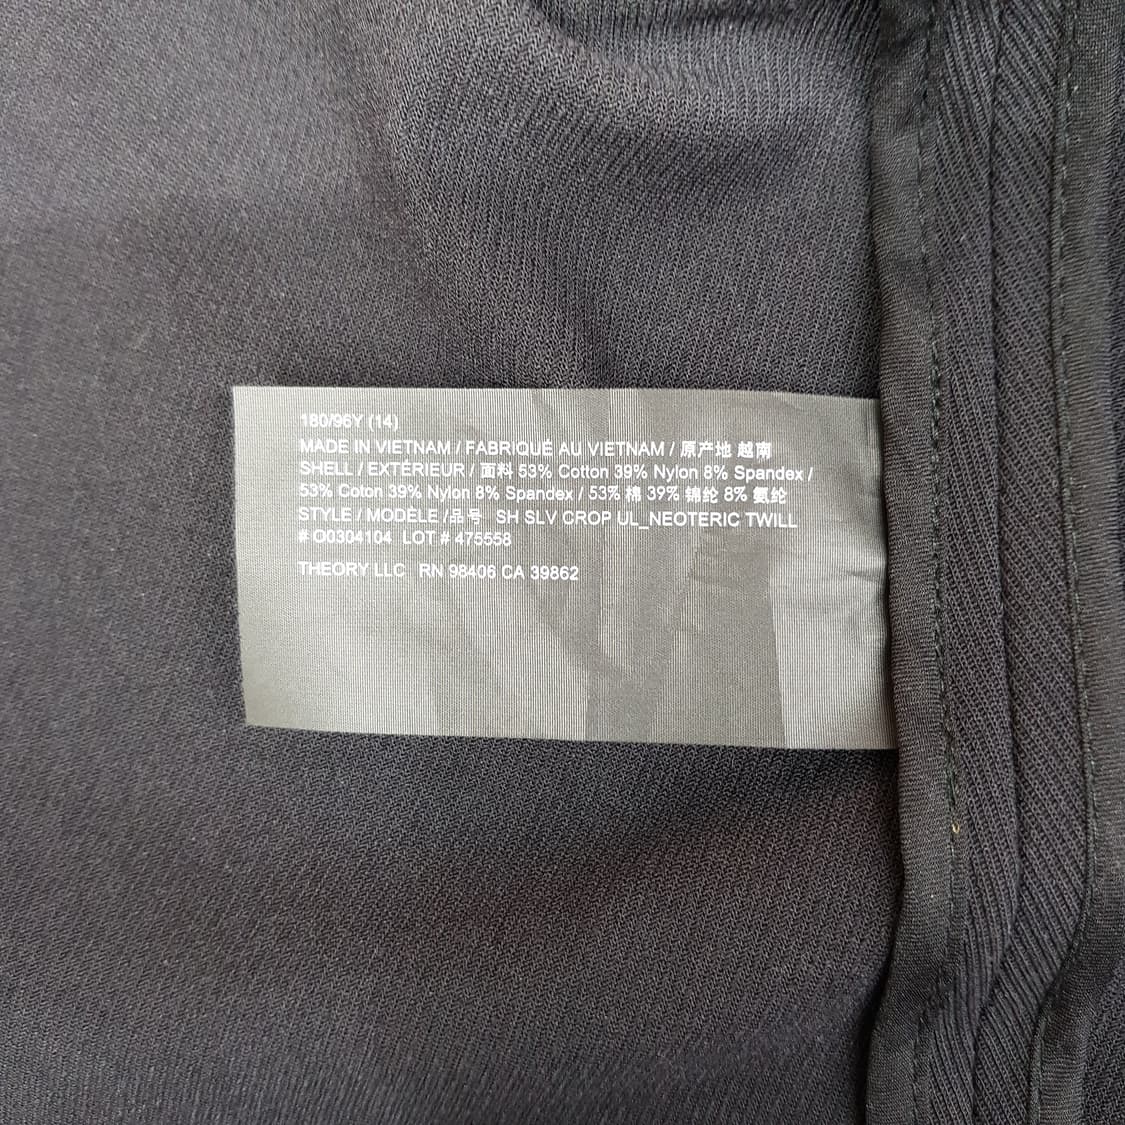 180/96Y (14)
MADE IN VIETNAM / FABRIQUÉ AU VIETNAM / 原产地 越南
SHELL / EXTÉRIEUR / 面料 53% Cotton 39% Nylon 8% Spandex /
53% Coton 39% Nylon 8% Spandex / 53% 棉 39% 锦纶 8% 氨纶
STYLE / MODÈLE /品号 SH SLV CROP UL_NEOTERIC TWILL
# O0304104 LOT # 475558
THEORY LLC RN 98406 CA 39862